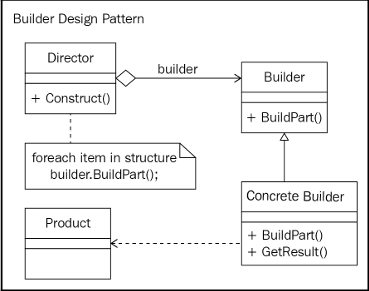 Builder Design Pattern
Director
+ Construct()
builder
Builder
+ BuildPart()
foreach item in structure
builder.BuildPart();
Product
Concrete Builder
+ BuildPart()
+ GetResult()